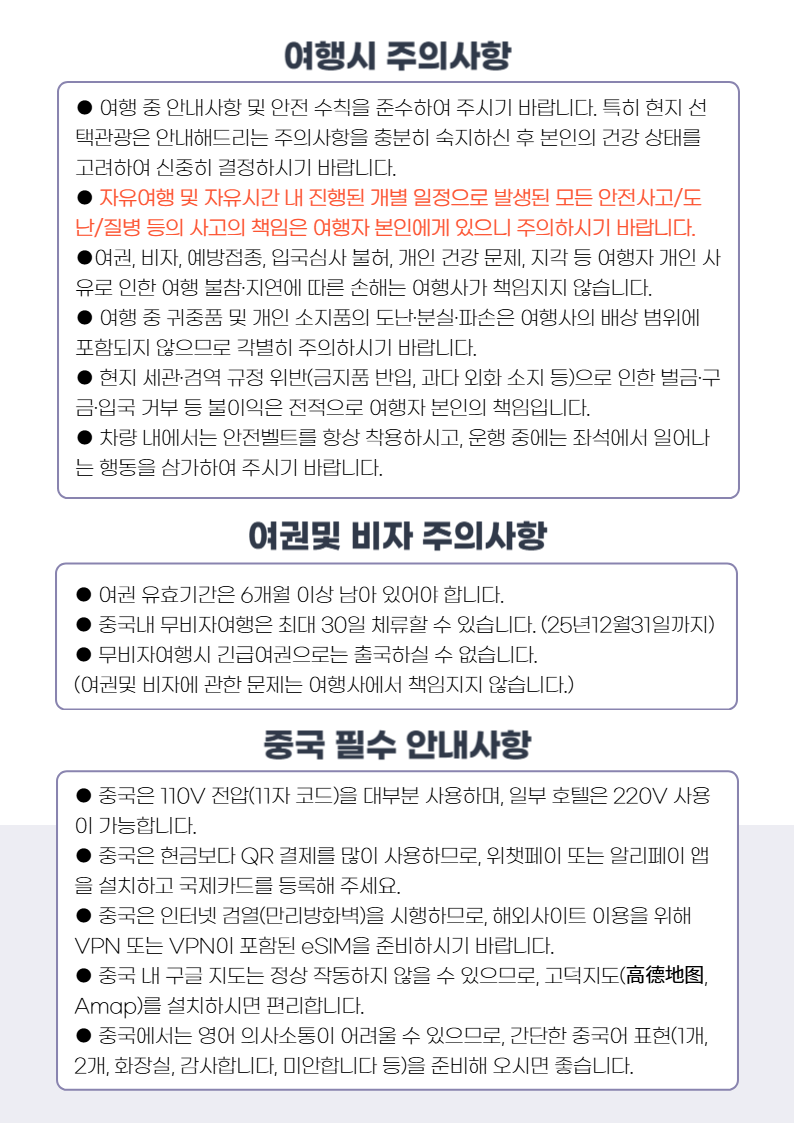 여행시 주의사항
● 여행 중 안내사항 및 안전 수칙을 준수하여 주시기 바랍니다. 특히 현지 선
택관광은 안내해드리는 주의사항을 충분히 숙지하신 후 본인의 건강 상태를
고려하여 신중히 결정하시기 바랍니다.
● 자유여행 및 자유시간 내 진행된 개별 일정으로 발생된 모든 안전사고/도
난/질병 등의 사고의 책임은 여행자 본인에게 있으니 주의하시기 바랍니다.
●여권, 비자, 예방접종, 입국심사 불허, 개인 건강 문제, 지각 등 여행자 개인 사
유로 인한 여행 불참·지연에 따른 손해는 여행사가 책임지지 않습니다.
● 여행 중 귀중품 및 개인 소지품의 도난·분실·파손은 여행사의 배상 범위에
포함되지 않으므로 각별히 주의하시기 바랍니다.
● 현지 세관·검역 규정 위반(금지품 반입, 과다 외화 소지 등)으로 인한 벌금·구
금·입국 거부 등 불이익은 전적으로 여행자 본인의 책임입니다.
● 차량 내에서는 안전벨트를 항상 착용하시고, 운행 중에는 좌석에서 일어나
는 행동을 삼가하여 주시기 바랍니다.
여권및 비자 주의사항
● 여권 유효기간은 6개월 이상 남아 있어야 합니다.
● 중국내 무비자여행은 최대 30일 체류할 수 있습니다. (25년12월31일까지)
● 무비자여행시 긴급여권으로는 출국하실 수 없습니다.
(여권및 비자에 관한 문제는 여행사에서 책임지지 않습니다.)
중국 필수 안내사항
● 중국은 110V 전압(11자 코드)을 대부분 사용하며, 일부 호텔은 220V 사용
이 가능합니다.
● 중국은 현금보다 QR 결제를 많이 사용하므로, 위챗페이 또는 알리페이 앱
을 설치하고 국제카드를 등록해 주세요.
● 중국은 인터넷 검열(만리방화벽)을 시행하므로, 해외사이트 이용을 위해
VPN 또는 VPN이 포함된 eSIM을 준비하시기 바랍니다.
● 중국 내 구글 지도는 정상 작동하지 않을 수 있으므로, 고덕지도(高德地图,
Amap)를 설치하시면 편리합니다.
● 중국에서는 영어 의사소통이 어려울 수 있으므로, 간단한 중국어 표현(1개,
2개, 화장실, 감사합니다, 미안합니다 등)을 준비해 오시면 좋습니다.